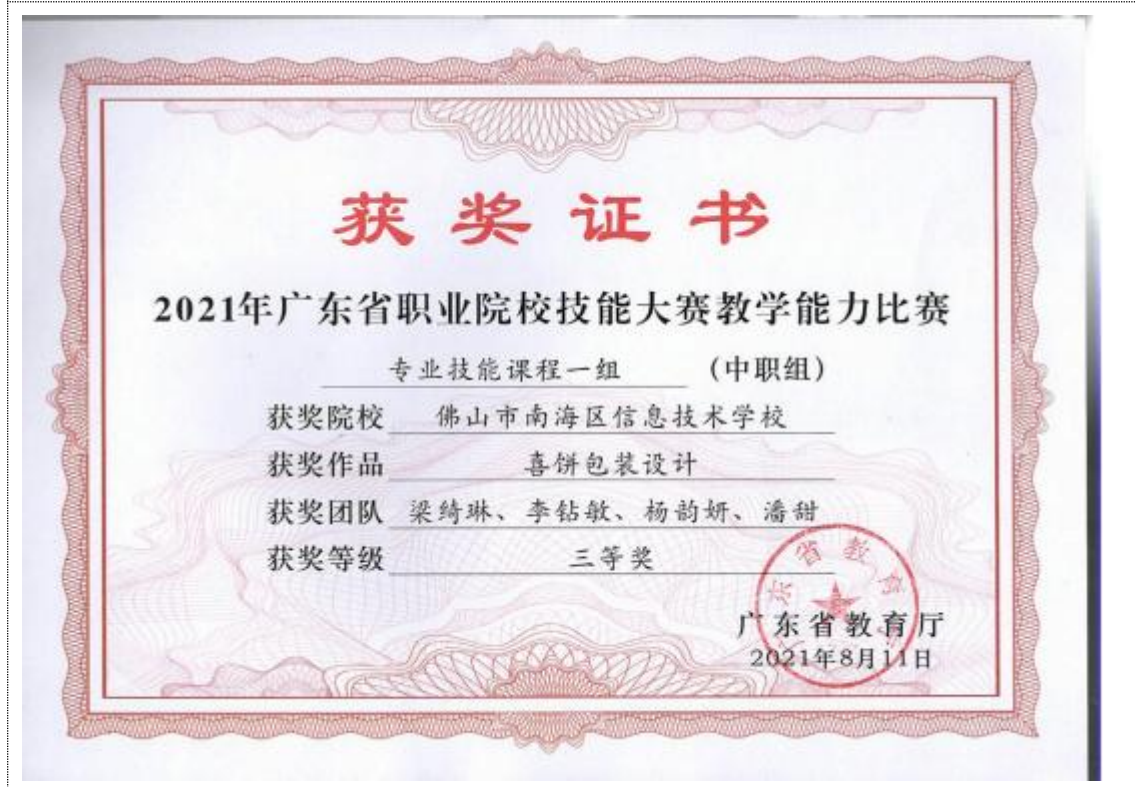 获奖证书
2021年广东省职业院校技能大赛教学能力比赛
专业技能课程一组 (中职组)
获奖院校 佛山市南海区信息技术学校
获奖作品 喜饼包装设计
获奖团队 梁绮琳、李钻敏、杨韵妍、潘甜
获奖等级 三等奖
广东省教育厅
2021年8月11日